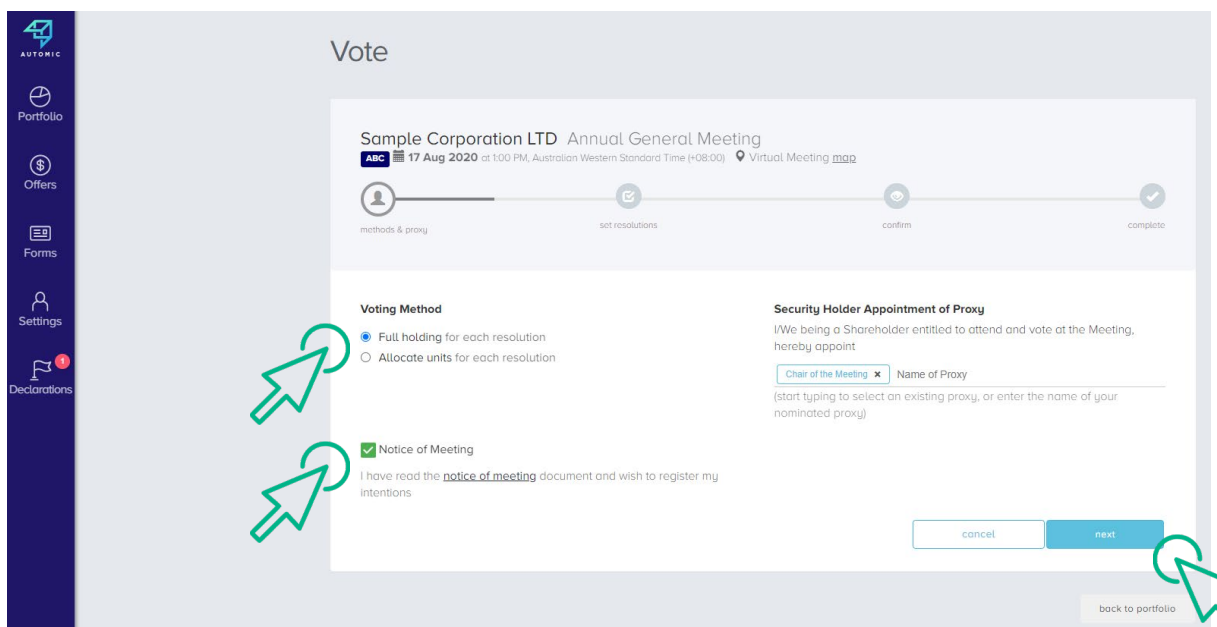 AUTOMIC
Portfolio
Offers
Forms
Settings
1
Declarations
Vote
Sample Corporation LTD Annual General Meeting
ABC 17 Aug 2020 at 1:00 PM, Australian Western Standard Time (+08:00) Virtual Meeting map
methods & proxy
set resolutions
confirm
complete
Voting Method
Full holding for each resolution
Allocate units for each resolution
Security Holder Appointment of Proxy
I/We being a Shareholder entitled to attend and vote at the Meeting,
hereby appoint
Chair of the Meeting × Name of Proxy
(start typing to select an existing proxy, or enter the name of your
nominated proxy)
Notice of Meeting
I have read the notice of meeting document and wish to register my
intentions
cancel
next
back to portfolio